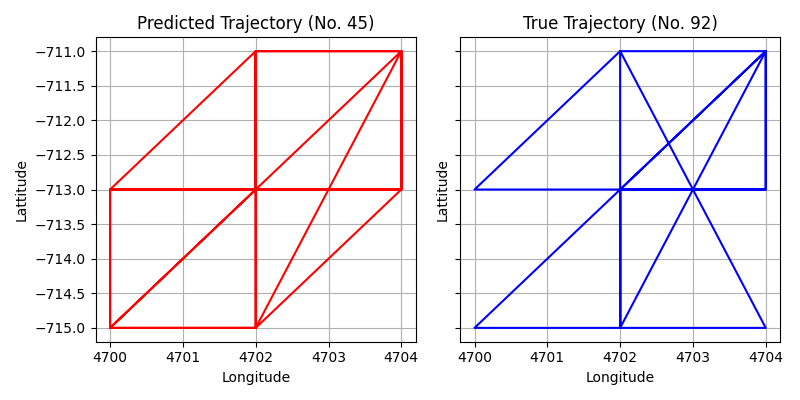 Predicted Trajectory (No. 45)
True Trajectory (No. 92)
−711.0
−711.5
−712.0
−712.5
−713.0
−713.5
−714.0
−714.5
−715.0
Lattitude
Lattitude
4700 4701 4702 4703 4704
4700 4701 4702 4703 4704
Longitude
Longitude